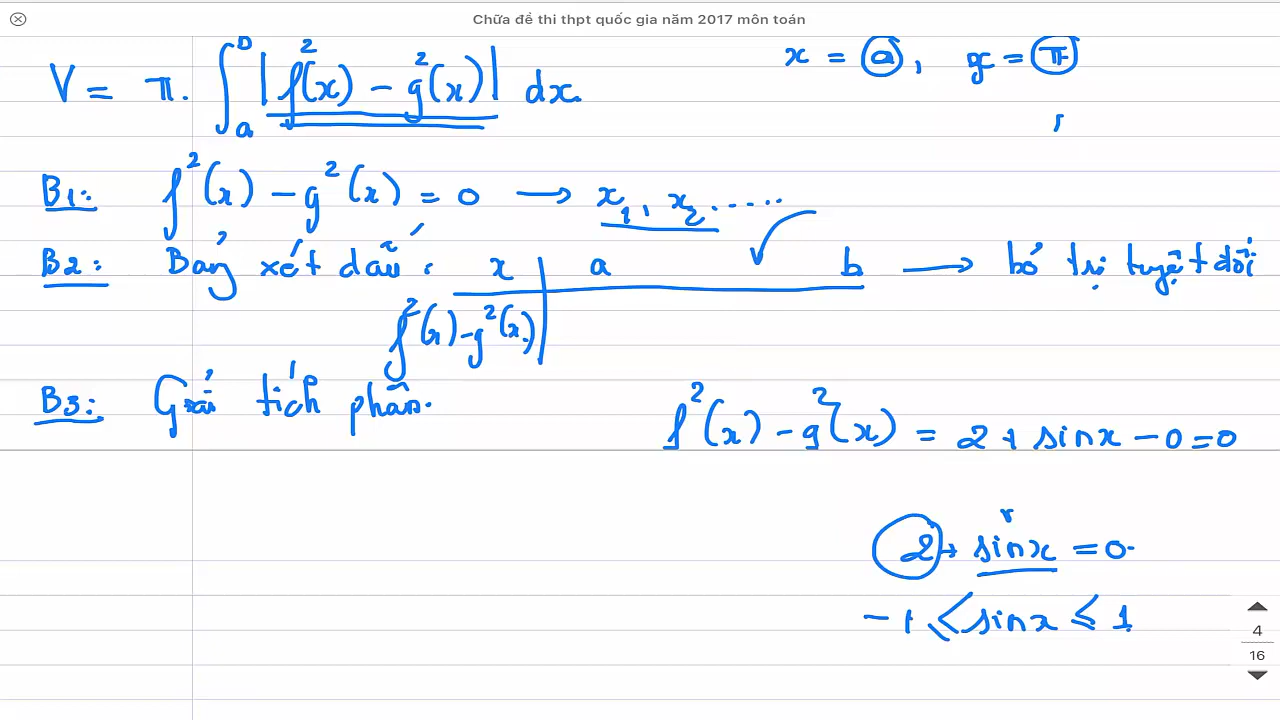 Chữa đề thi thpt quốc gia năm 2017 môn toán
V = π. ∫ₐᵇ |f²(x) – g²(x)| dx
x = a, x = π
B1: f²(x) – g²(x) = 0 → x₁, x₂ ......
B2: Bảng xét dấu: x a b → bỏ trị tuyệt đối
f²(x) – g²(x)
B3: Giải tích phân.
f²(x) – g²(x) = 2 + sinx – 0 = 0
2 + sinx = 0
-1 ≤ sinx ≤ 1
4
16